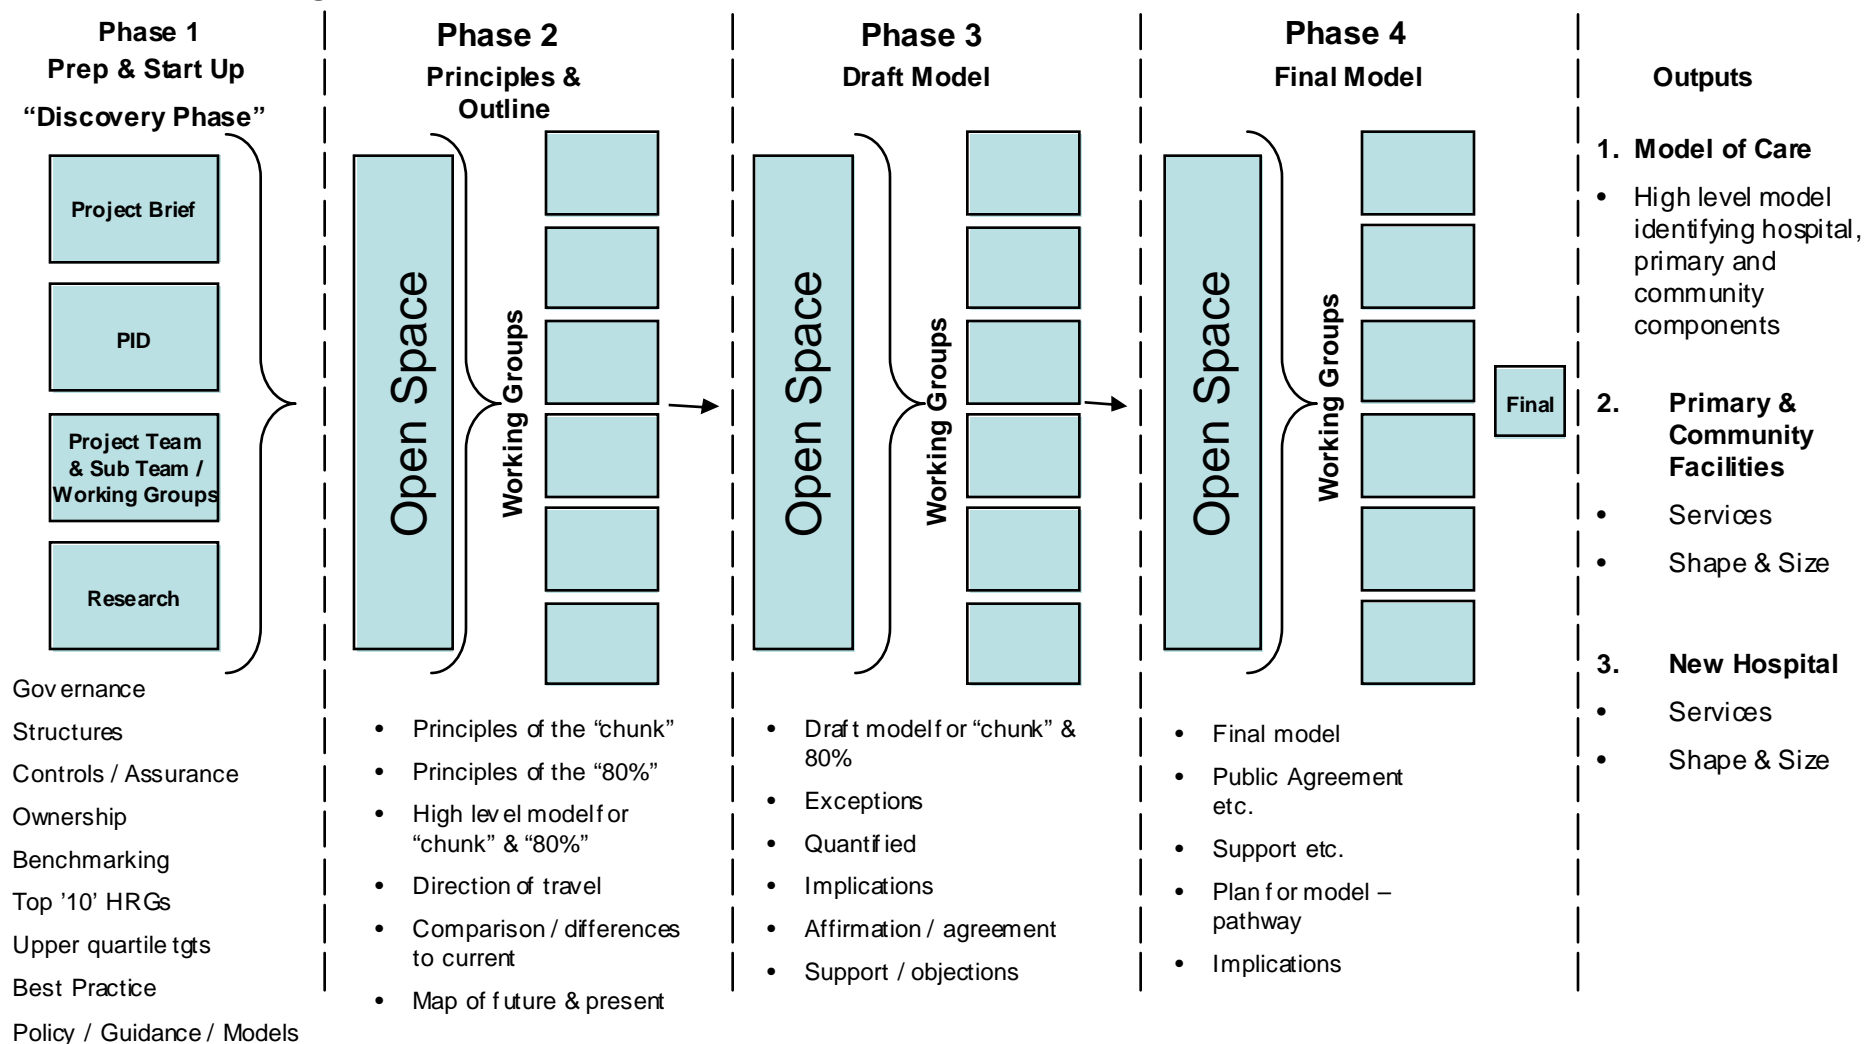 Phase 1
Prep & Start Up
“Discovery Phase”
Project Brief
PID
Project Team
& Sub Team /
Working Groups
Research
Governance
Structures
Controls / Assurance
Ownership
Benchmarking
Top ’10’ HRGs
Upper quartile tgts
Best Practice
Policy / Guidance / Models
Phase 2
Principles &
Outline
Open Space
Working Groups
• Principles of the “chunk”
• Principles of the “80%”
• High level model for
“chunk” & “80%”
• Direction of travel
• Comparison / differences
to current
• Map of future & present
Phase 3
Draft Model
Open Space
Working Groups
• Draft model for “chunk” &
80%
• Exceptions
• Quantified
• Implications
• Affirmation / agreement
• Support / objections
Phase 4
Final Model
Open Space
Working Groups
Final
• Final model
• Public Agreement
etc.
• Support etc.
• Plan for model –
pathway
• Implications
Outputs
1. Model of Care
• High level model
identifying hospital,
primary and
community
components
2. Primary &
Community
Facilities
• Services
• Shape & Size
3. New Hospital
• Services
• Shape & Size